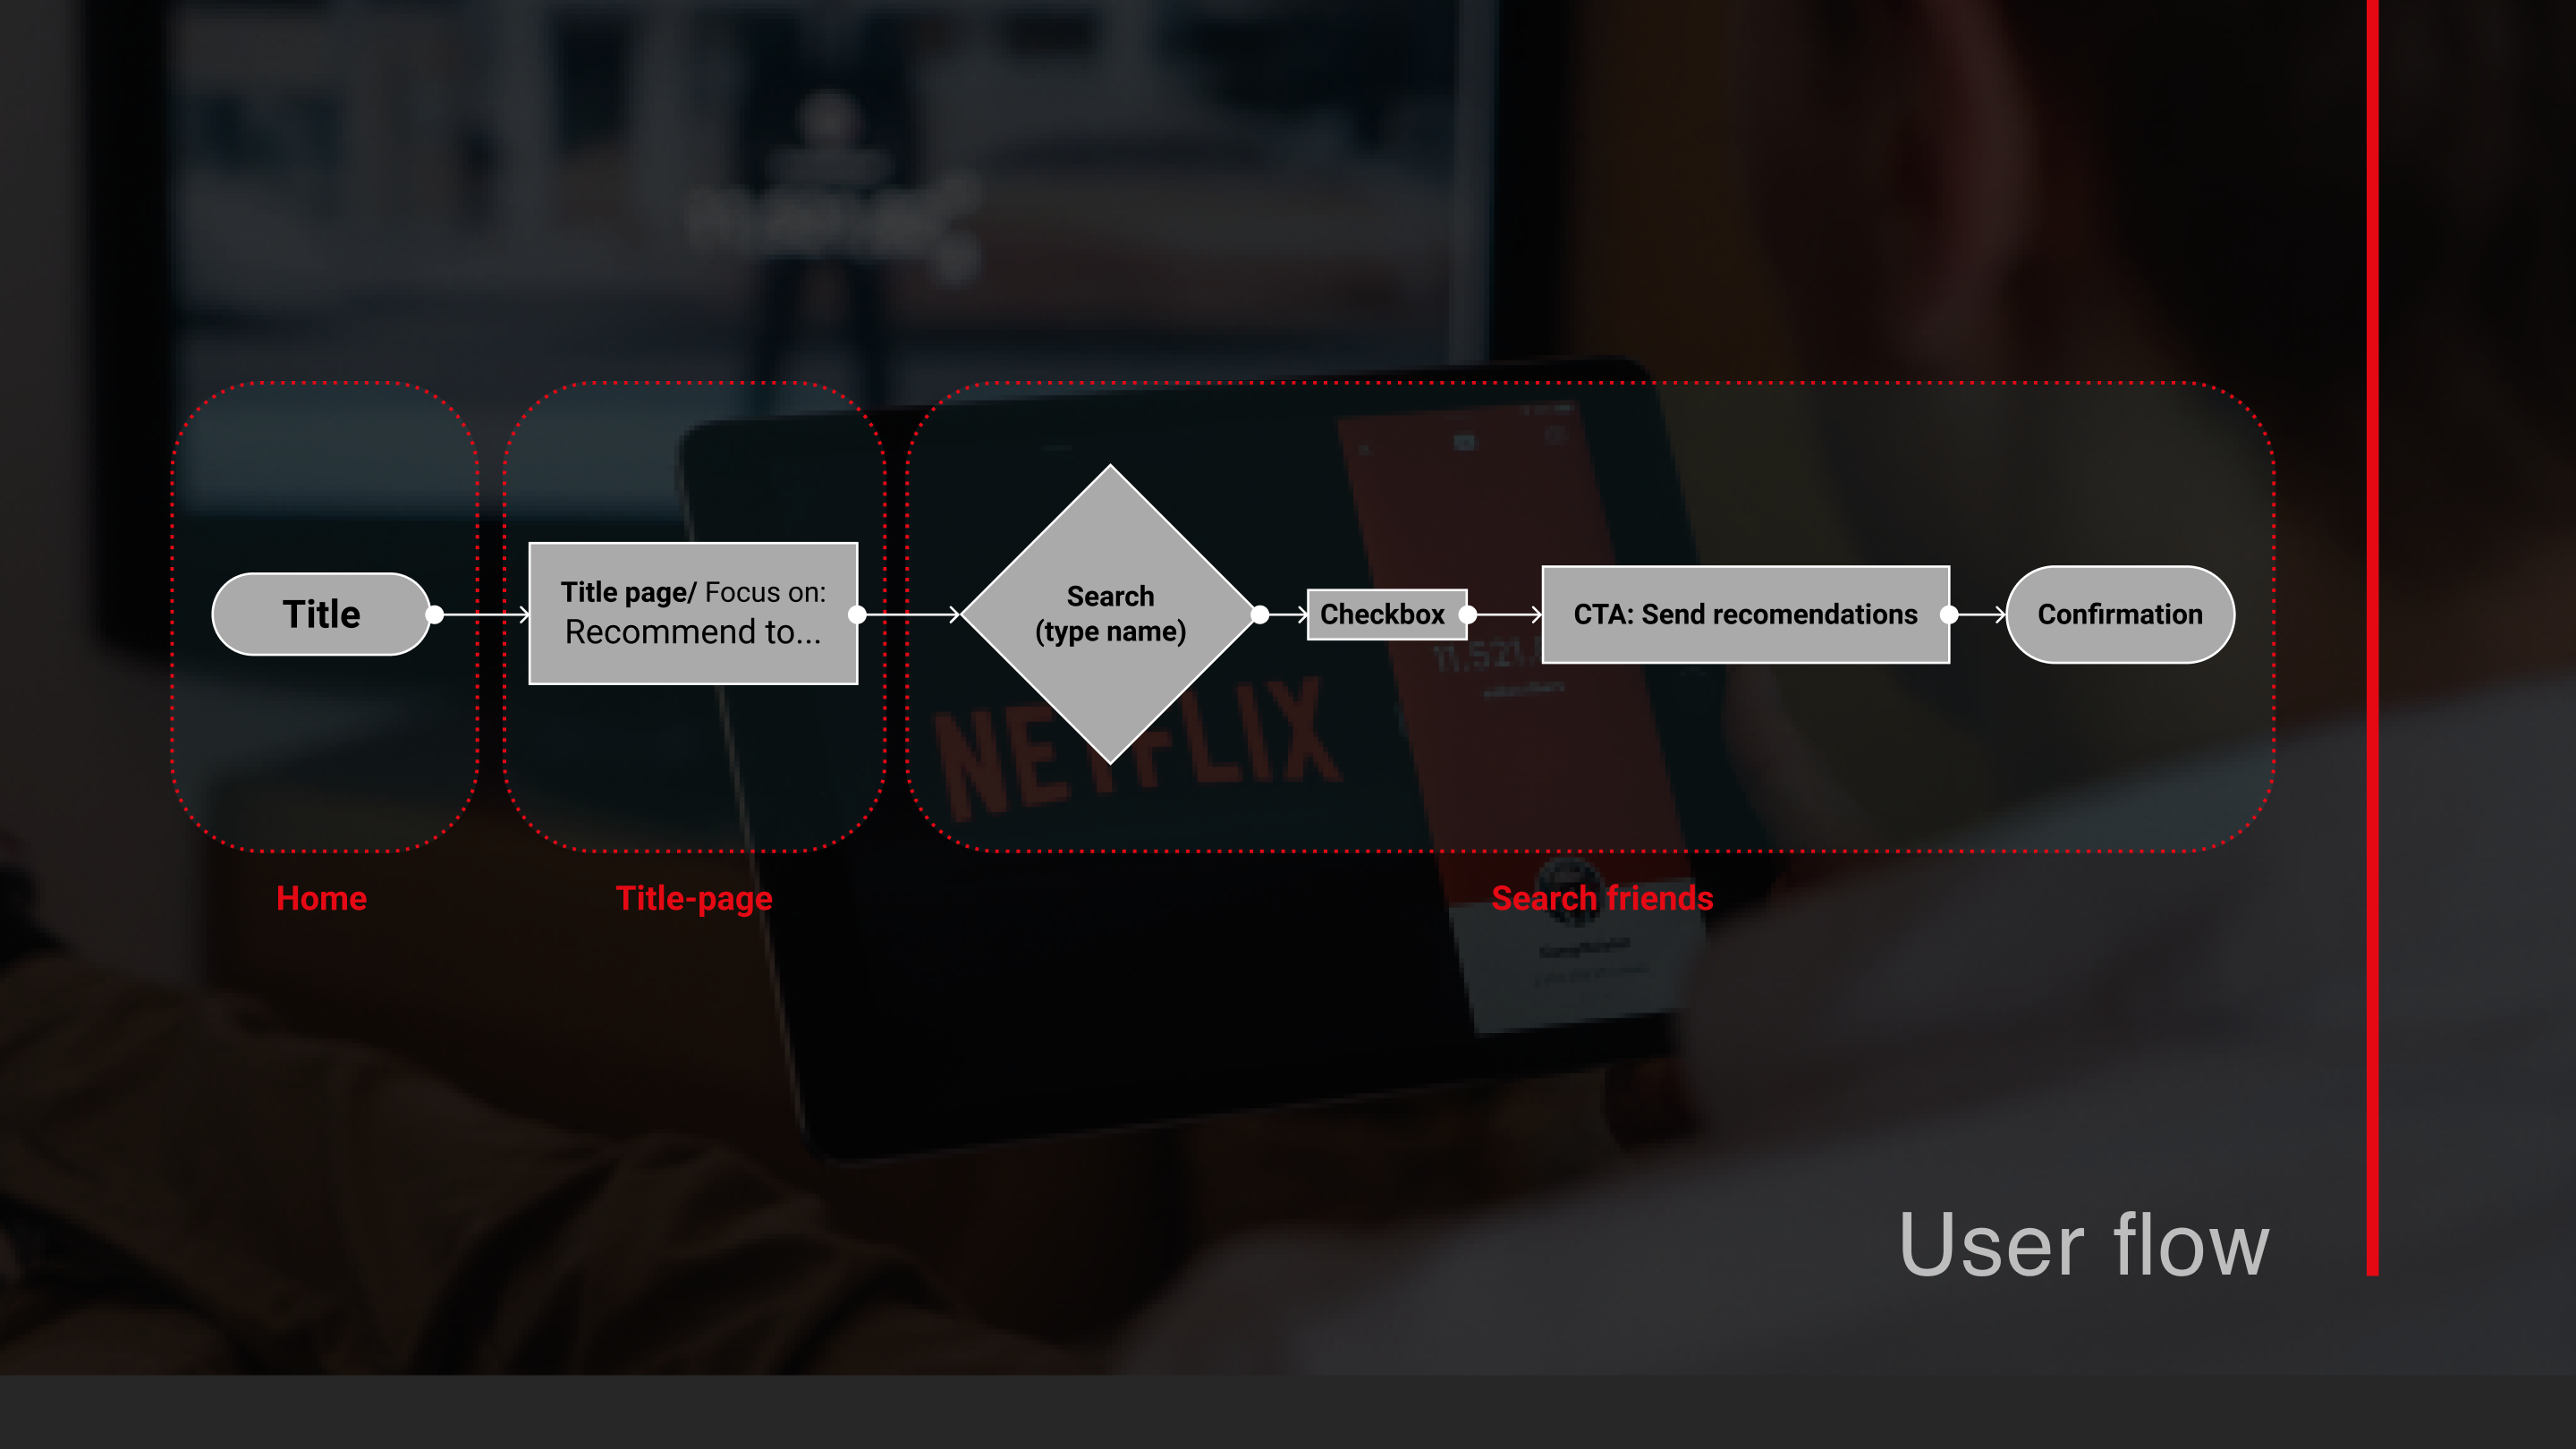 Title
Title page/ Focus on:
Recommend to...
Search
(type name)
Checkbox
CTA: Send recomendations
Confirmation
NETFLIX
Home
Title-page
Search friends
User flow